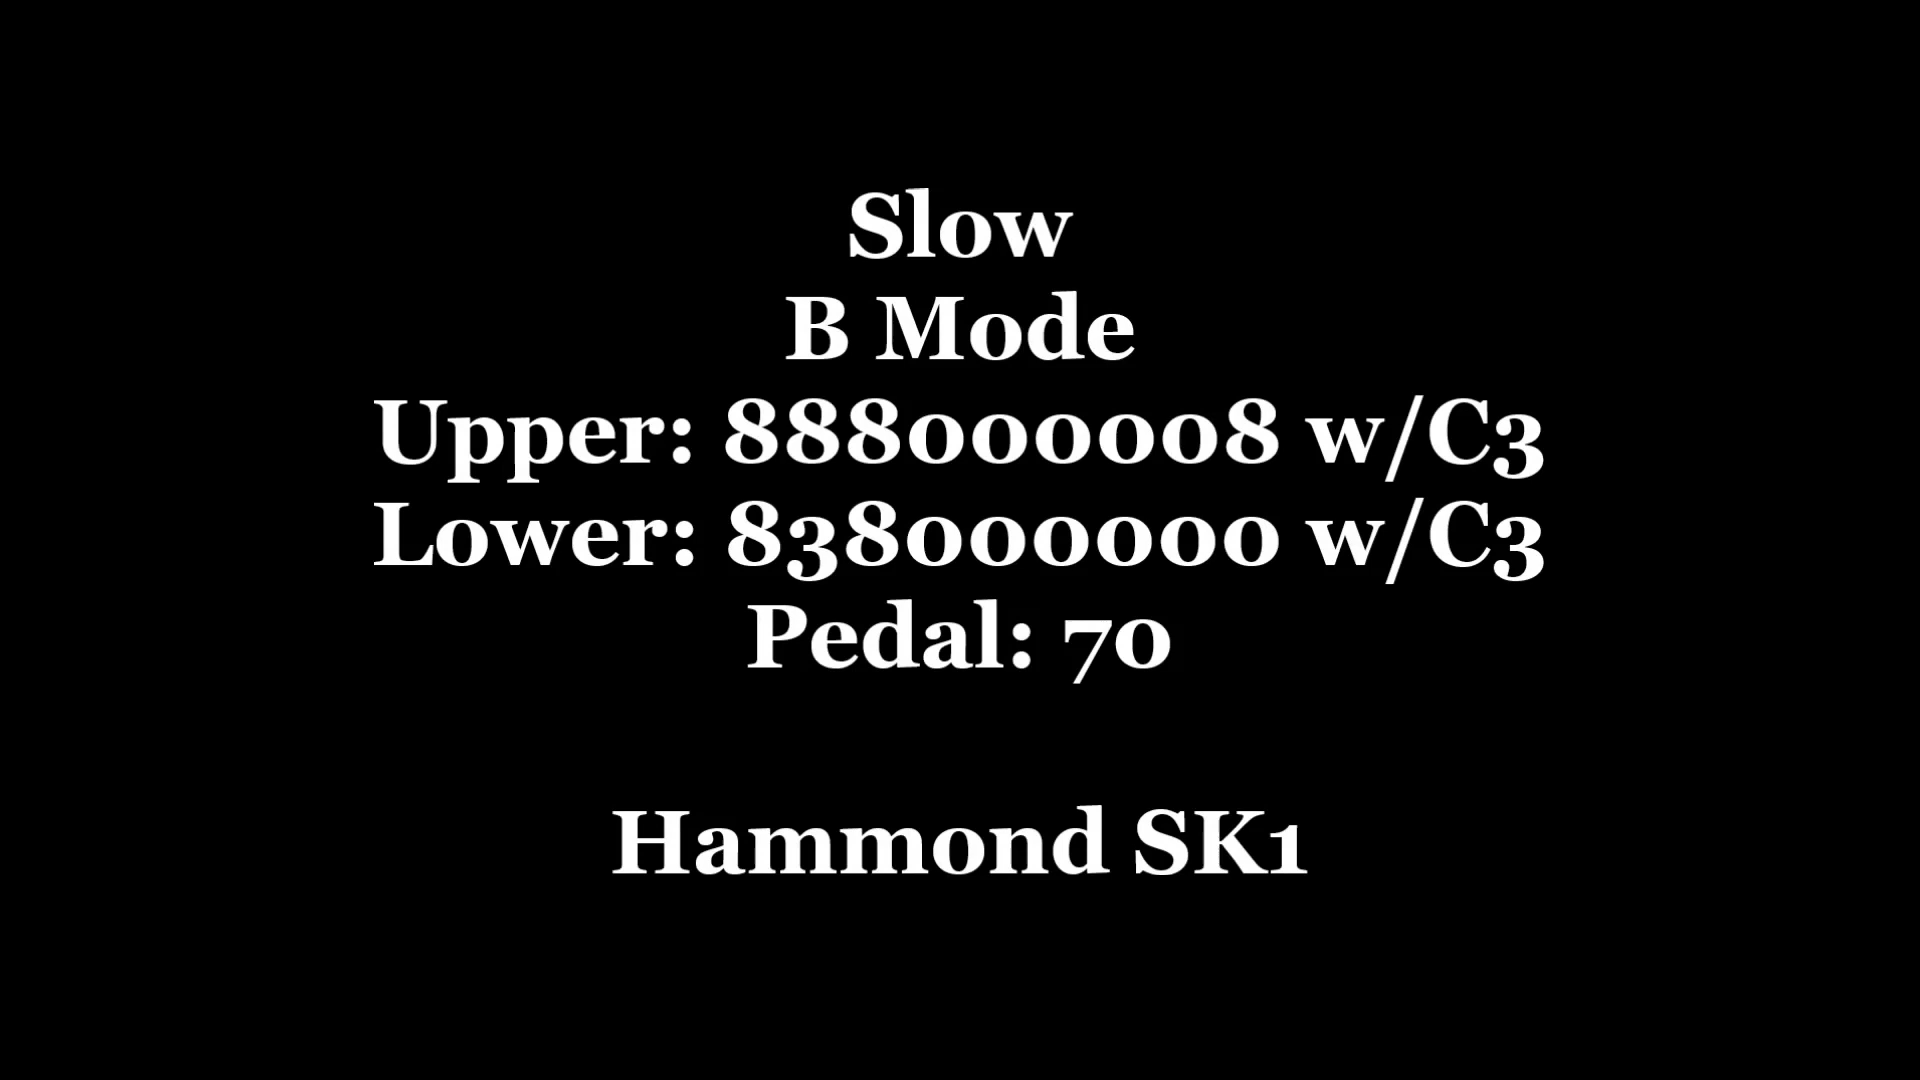 Slow
B Mode
Upper: 888000008 w/C3
Lower: 838000000 w/C3
Pedal: 70
Hammond SK1